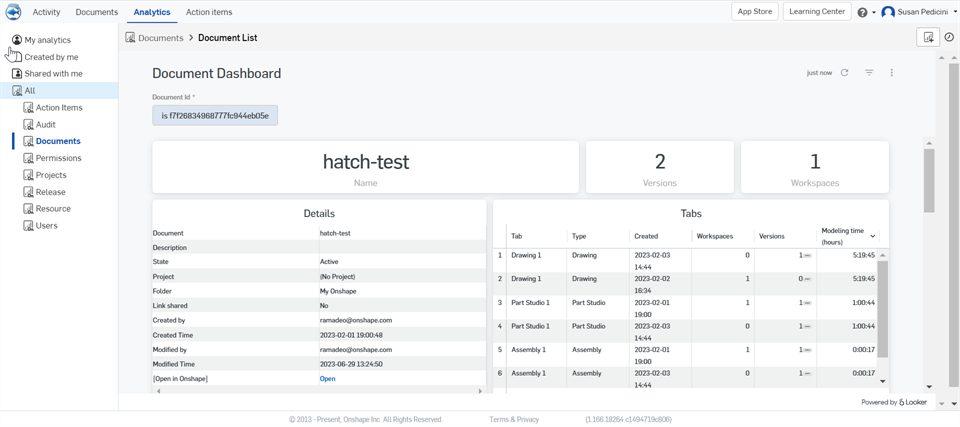 Activity Documents Analytics Action items App Store Learning Center Susan Pedicini
My analytics
Created by me
Shared with me
All
Action Items
Audit
Documents
Permissions
Projects
Release
Resource
Users
Documents > Document List
Document Dashboard just now
Document Id *
is f7f26834968777fc944eb05e
hatch-test
Name
2
Versions
1
Workspaces
Details
Document hatch-test
Description
State Active
Project (No Project)
Folder My Onshape
Link shared No
Created by ramadeo@onshape.com
Created Time 2023-02-01 19:00:48
Modified by ramadeo@onshape.com
Modified Time 2023-06-29 13:24:50
[Open in Onshape] Open
Tabs
Tab Type Created Workspaces Versions Modeling time (hours)
1 Drawing 1 Drawing 2023-02-03 14:44 0 1 5:19:45
2 Drawing 1 Drawing 2023-02-02 16:34 1 0 5:19:45
3 Part Studio 1 Part Studio 2023-02-01 19:00 1 1 1:00:44
4 Part Studio 1 Part Studio 2023-02-03 14:44 0 1 1:00:44
5 Assembly 1 Assembly 2023-02-01 19:00 1 1 0:00:17
6 Assembly 1 Assembly 2023-02-03 14:44 0 1 0:00:17
Powered by Looker
© 2013 - Present, Onshape Inc. All Rights Reserved. Terms & Privacy (1.166.18264.c1494719c806)